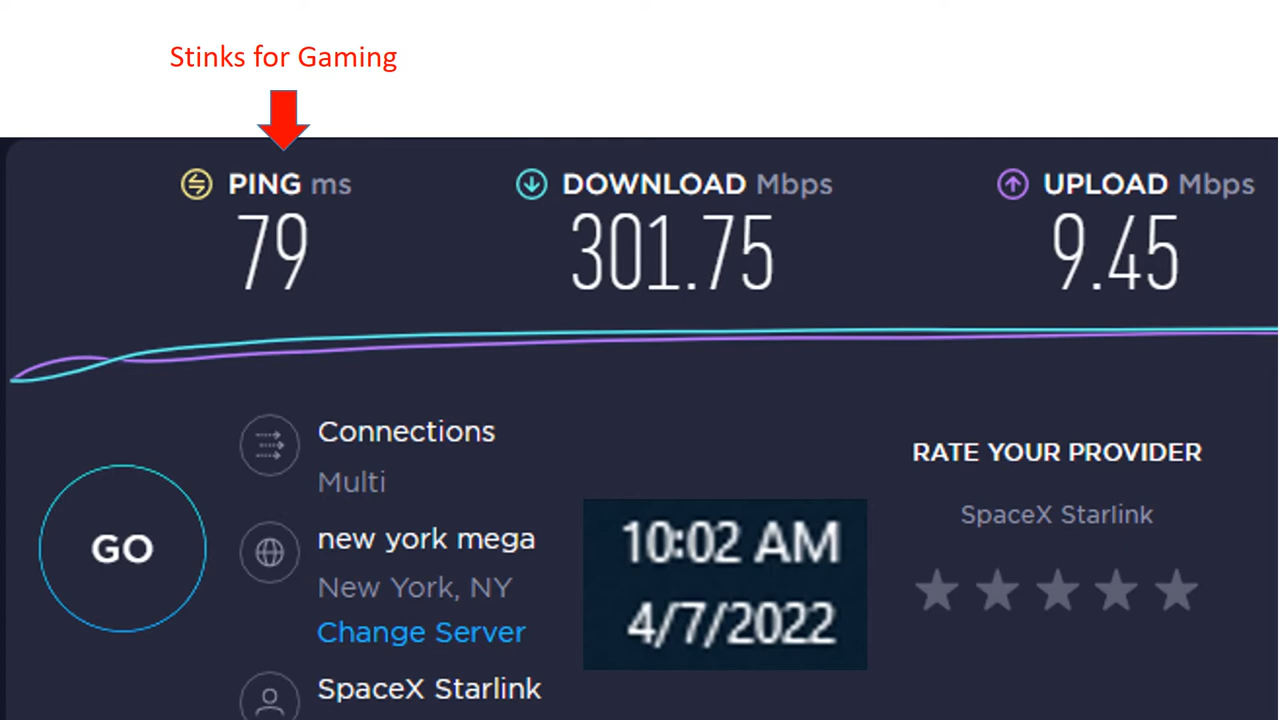 Stinks for Gaming
PING ms
79
DOWNLOAD Mbps
301.75
UPLOAD Mbps
9.45
Connections
Multi
GO
new york mega
New York, NY
Change Server
SpaceX Starlink
10:02 AM
4/7/2022
RATE YOUR PROVIDER
SpaceX Starlink